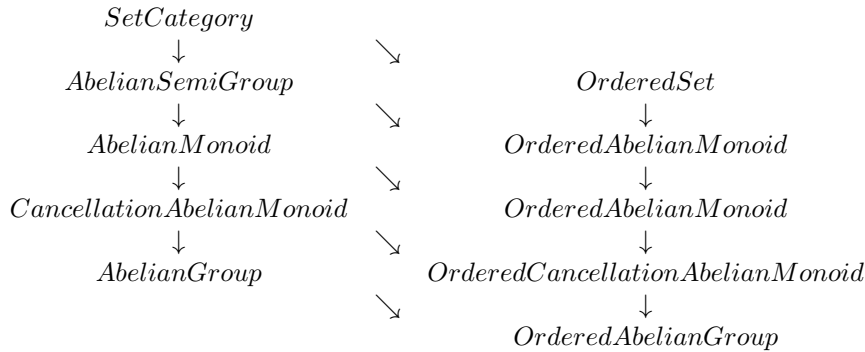 SetCategory
↓ ↘
AbelianSemiGroup OrderedSet
↓ ↘ ↓
AbelianMonoid OrderedAbelianMonoid
↓ ↘ ↓
CancellationAbelianMonoid OrderedAbelianMonoid
↓ ↘ ↓
AbelianGroup OrderedCancellationAbelianMonoid
↘ ↓
OrderedAbelianGroup